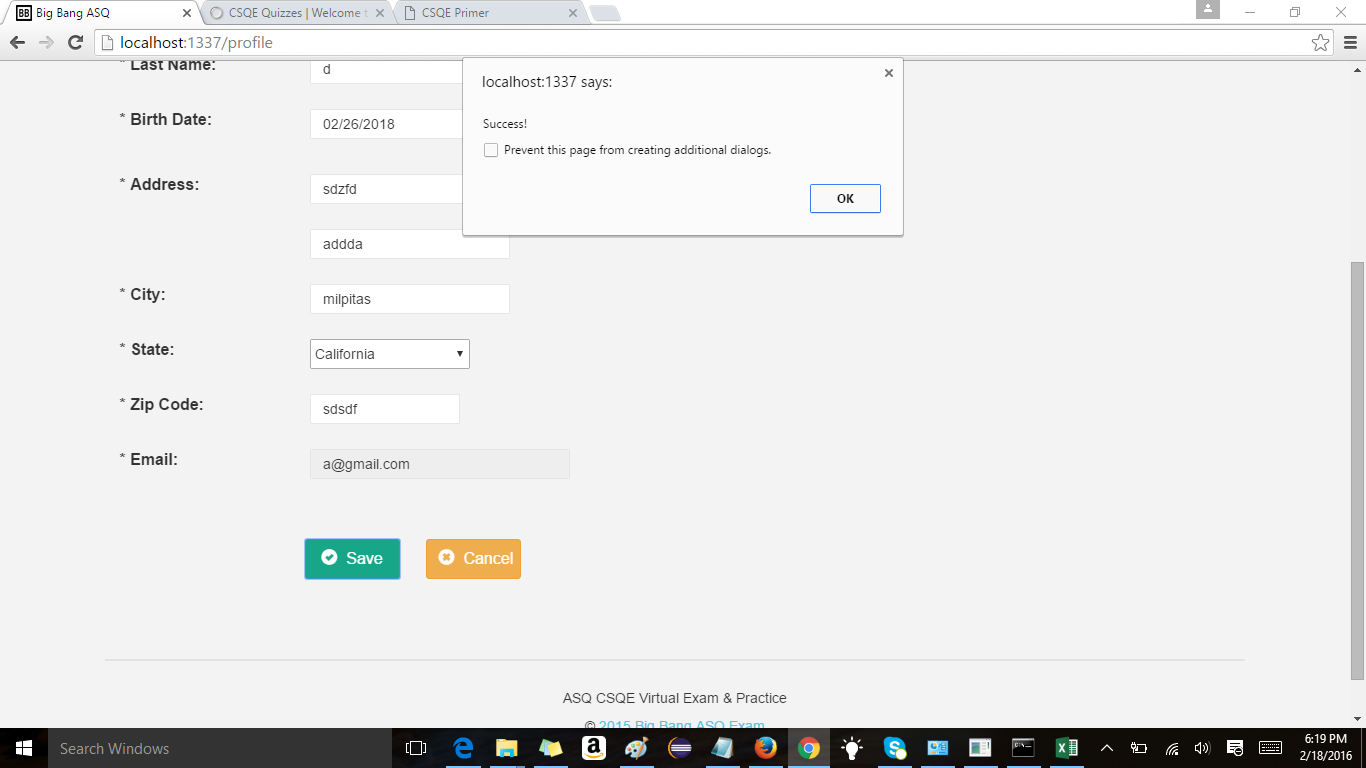 Big Bang ASQ
CSQE Quizzes | Welcome t
CSQE Primer
localhost:1337/profile
* Last Name:
d
* Birth Date:
02/26/2018
* Address:
sdzfd
addda
* City:
milpitas
* State:
California
* Zip Code:
sdsdf
* Email:
a@gmail.com
localhost:1337 says:
Success!
Prevent this page from creating additional dialogs.
OK
Save
Cancel
ASQ CSQE Virtual Exam & Practice
© 2015 Big Bang ASQ Exam
Search Windows
6:19 PM
2/18/2016